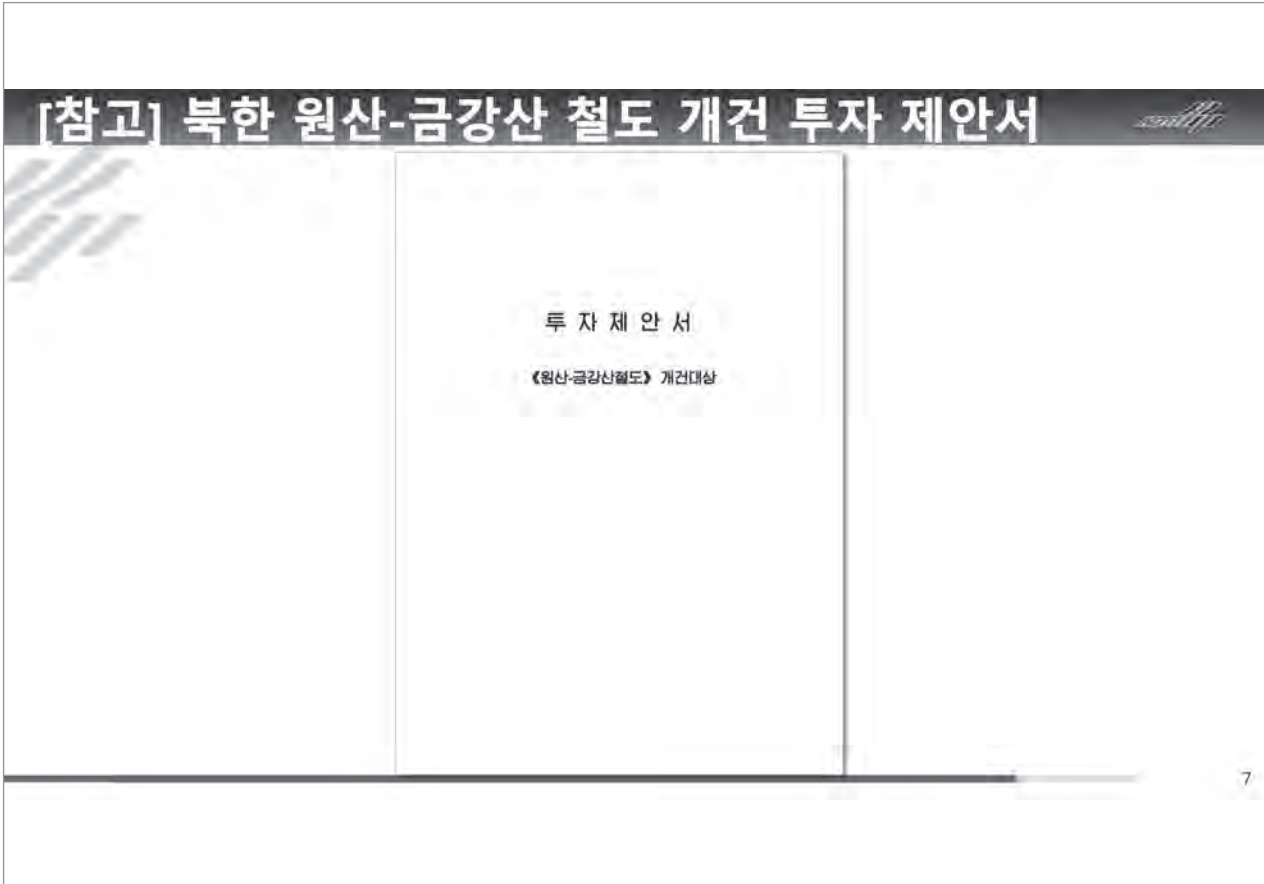 [참고] 북한 원산-금강산 철도 개건 투자 제안서
투 자 제 안 서
《원산-금강산철도》 개건대상
7